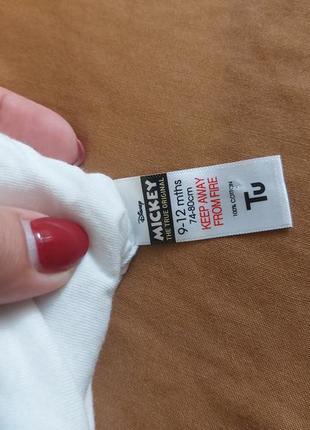 Disney
MICKEY
THE TRUE ORIGINAL
9-12 mths
74-80cm
KEEP AWAY
FROM FIRE
100% COTTON
Tu